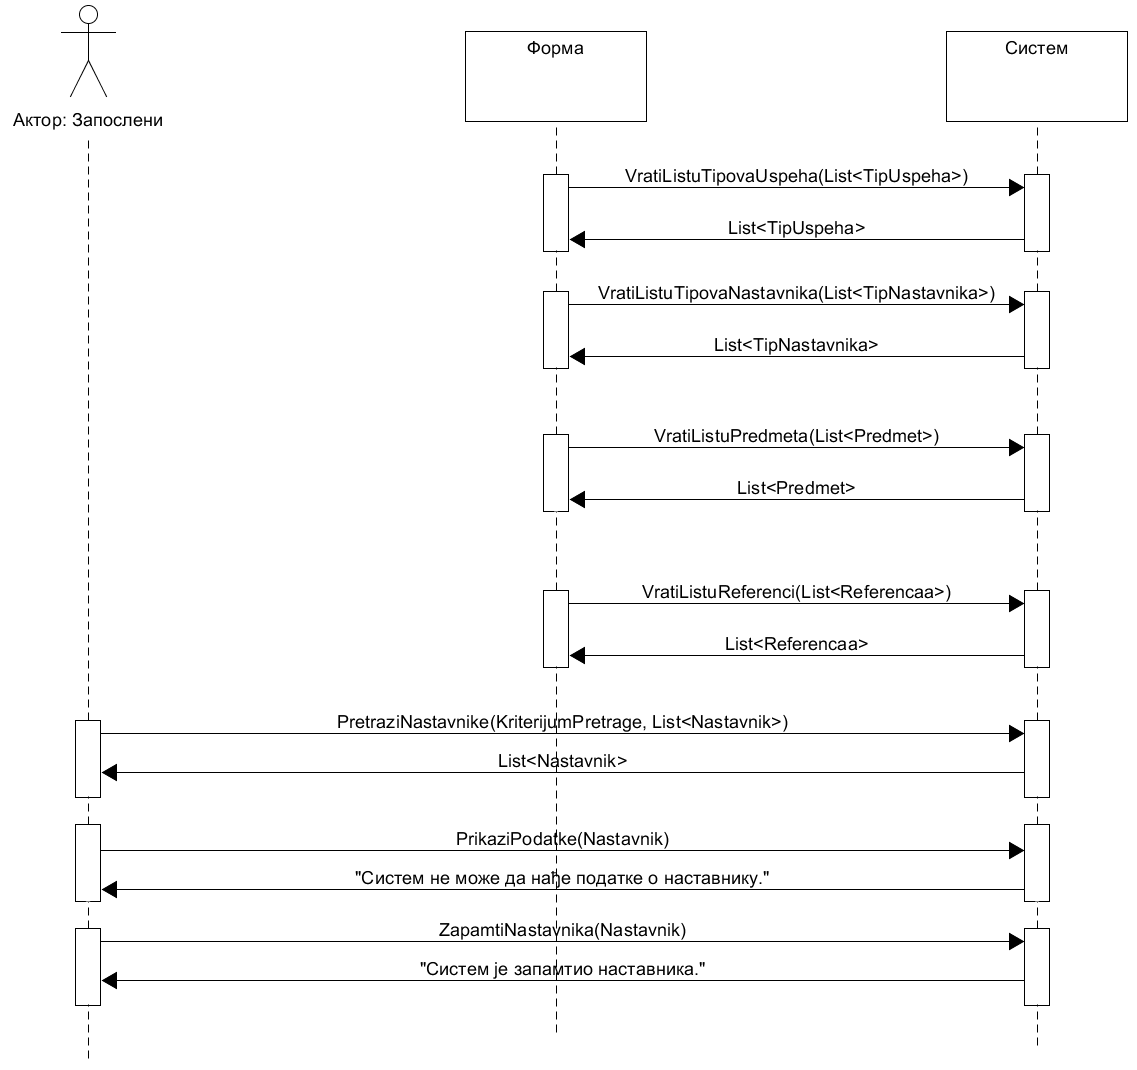 Форма
Систем
Актор: Запослени
VratiListuTipovaUspeha(List<TipUspeha>)
List<TipUspeha>
VratiListuTipovaNastavnika(List<TipNastavnika>)
List<TipNastavnika>
VratiListuPredmeta(List<Predmet>)
List<Predmet>
VratiListuReferenci(List<Referencaa>)
List<Referencaa>
PretraziNastavnike(KriterijumPretrage, List<Nastavnik>)
List<Nastavnik>
PrikaziPodatke(Nastavnik)
"Систем не може да нађе податке о наставнику."
ZapamtiNastavnika(Nastavnik)
"Систем је запамтио наставника."